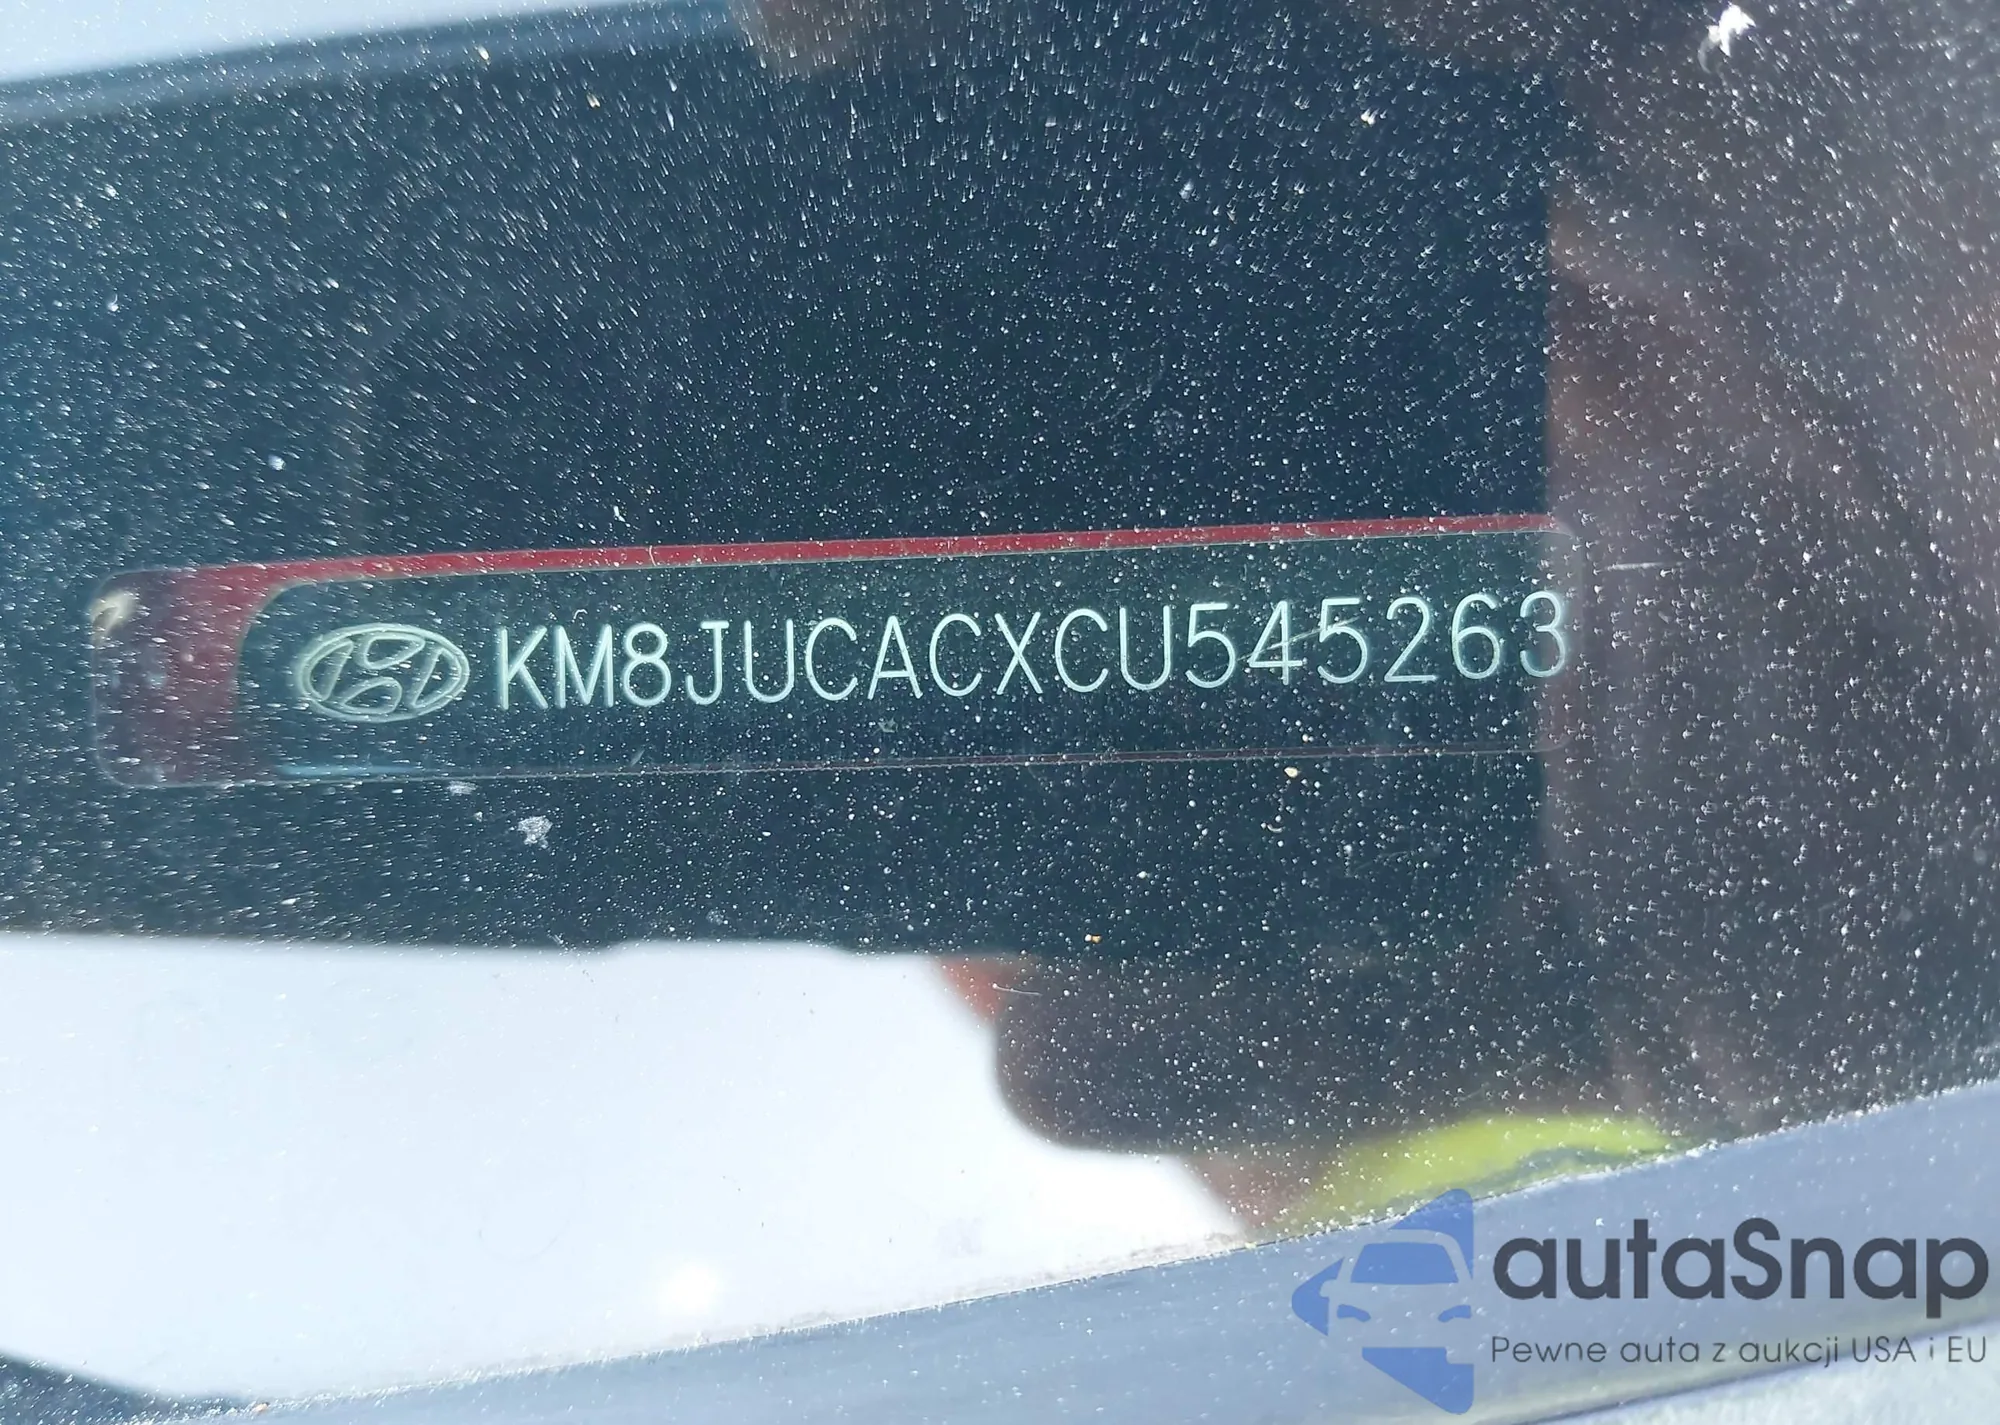 KM8JUCACXCU545263
autaSnap
Pewne auta z aukcji USA i EU